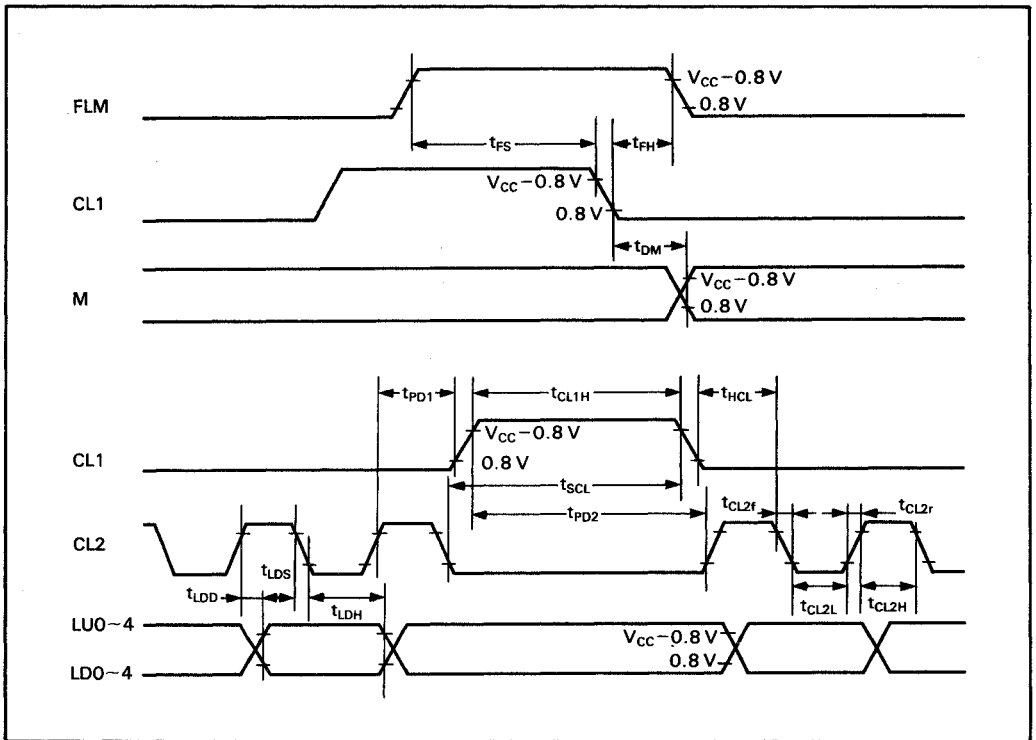 FLM
V_CC−0.8 V
0.8 V
t_FS
t_FH
CL1
V_CC−0.8 V
0.8 V
t_DM
M
V_CC−0.8 V
0.8 V
t_PD1
t_CL1H
t_HCL
CL1
V_CC−0.8 V
0.8 V
t_SCL
t_PD2
t_CL2f
t_CL2r
CL2
t_LDD
t_LDS
t_LDH
t_CL2L
t_CL2H
LU0~4
V_CC−0.8 V
LD0~4
0.8 V